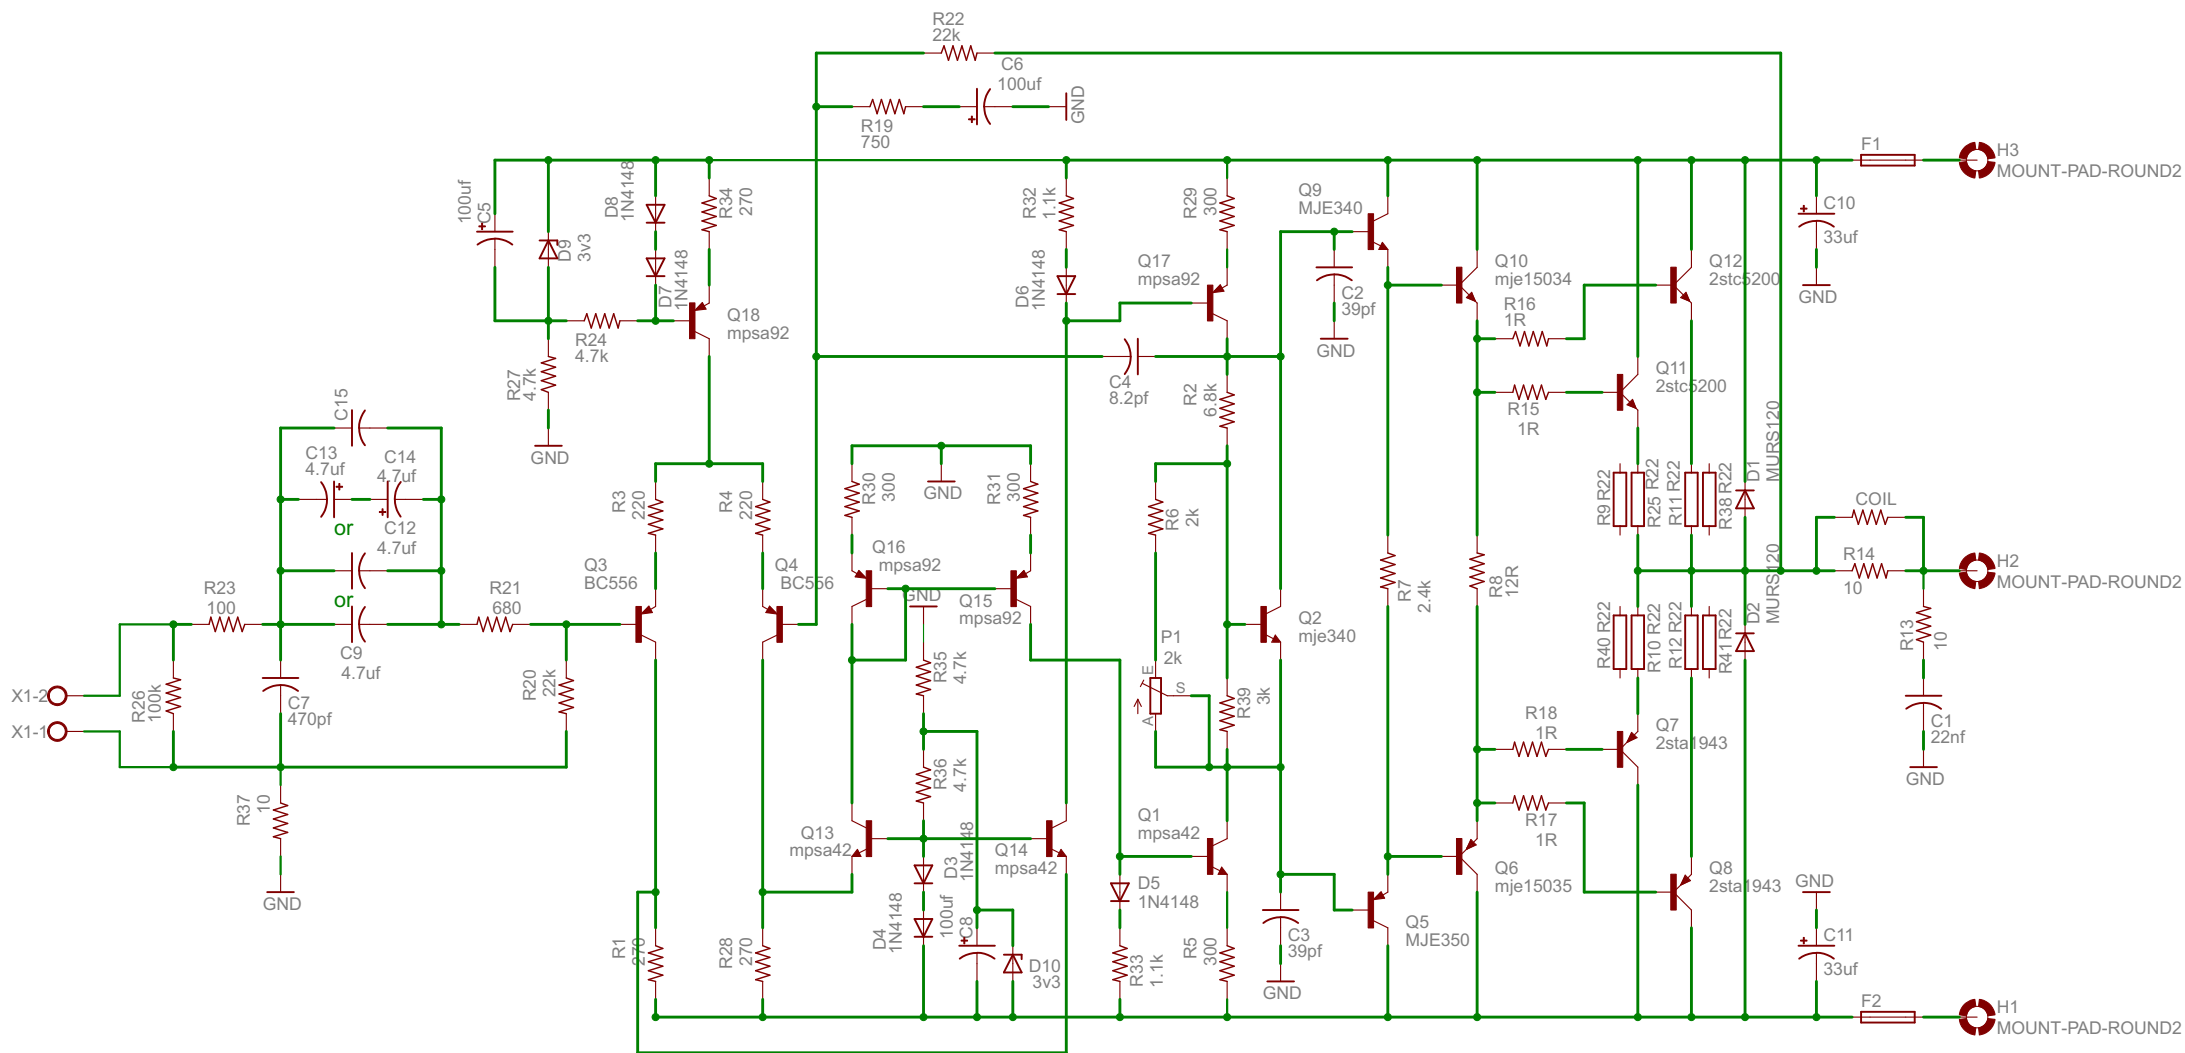 R22
22k
C6
100uf
R19
750
GND
F1
H3
MOUNT-PAD-ROUND2
100uf
C5
D9
3v3
D8
1N4148
D7
1N4148
R34
270
R32
1.1k
D6
1N4148
R29
300
Q17
mpsa92
Q9
MJE340
C2
39pf
GND
Q10
mje15034
R16
1R
Q12
2stc5200
C10
33uf
GND
R24
4.7k
R27
4.7k
GND
Q18
mpsa92
C4
8.2pf
R2
6.8k
R15
1R
Q11
2stc5200
C15
C13
4.7uf
C14
4.7uf
or
C12
4.7uf
or
C9
4.7uf
R3
220
R4
220
R30
300
GND
R31
300
R6
2k
R9 R22
R25 R22
R11 R22
R38 R22
D1
MURS120
COIL
R14
10
H2
MOUNT-PAD-ROUND2
R23
100
R21
680
Q3
BC556
Q4
BC556
Q16
mpsa92
GND
Q15
mpsa92
Q2
mje340
R7
2.4k
R8
12R
R40 R22
R10 R22
R12 R22
R41 R22
D2
MURS120
R13
10
X1-2
X1-1
R26
100k
C7
470pf
R20
22k
R35
4.7k
P1
2k
E
S
A
R39
3k
R18
1R
Q7
2sta1943
C1
22nf
GND
R37
10
GND
R36
4.7k
Q13
mpsa42
D3
1N4148
Q14
mpsa42
Q1
mpsa42
R17
1R
Q6
mje15035
Q8
2sta1943
GND
R1
270
R28
270
D4
1N4148
100uf
C8
D10
3v3
D5
1N4148
R33
1.1k
R5
300
C3
39pf
GND
Q5
MJE350
C11
33uf
F2
H1
MOUNT-PAD-ROUND2